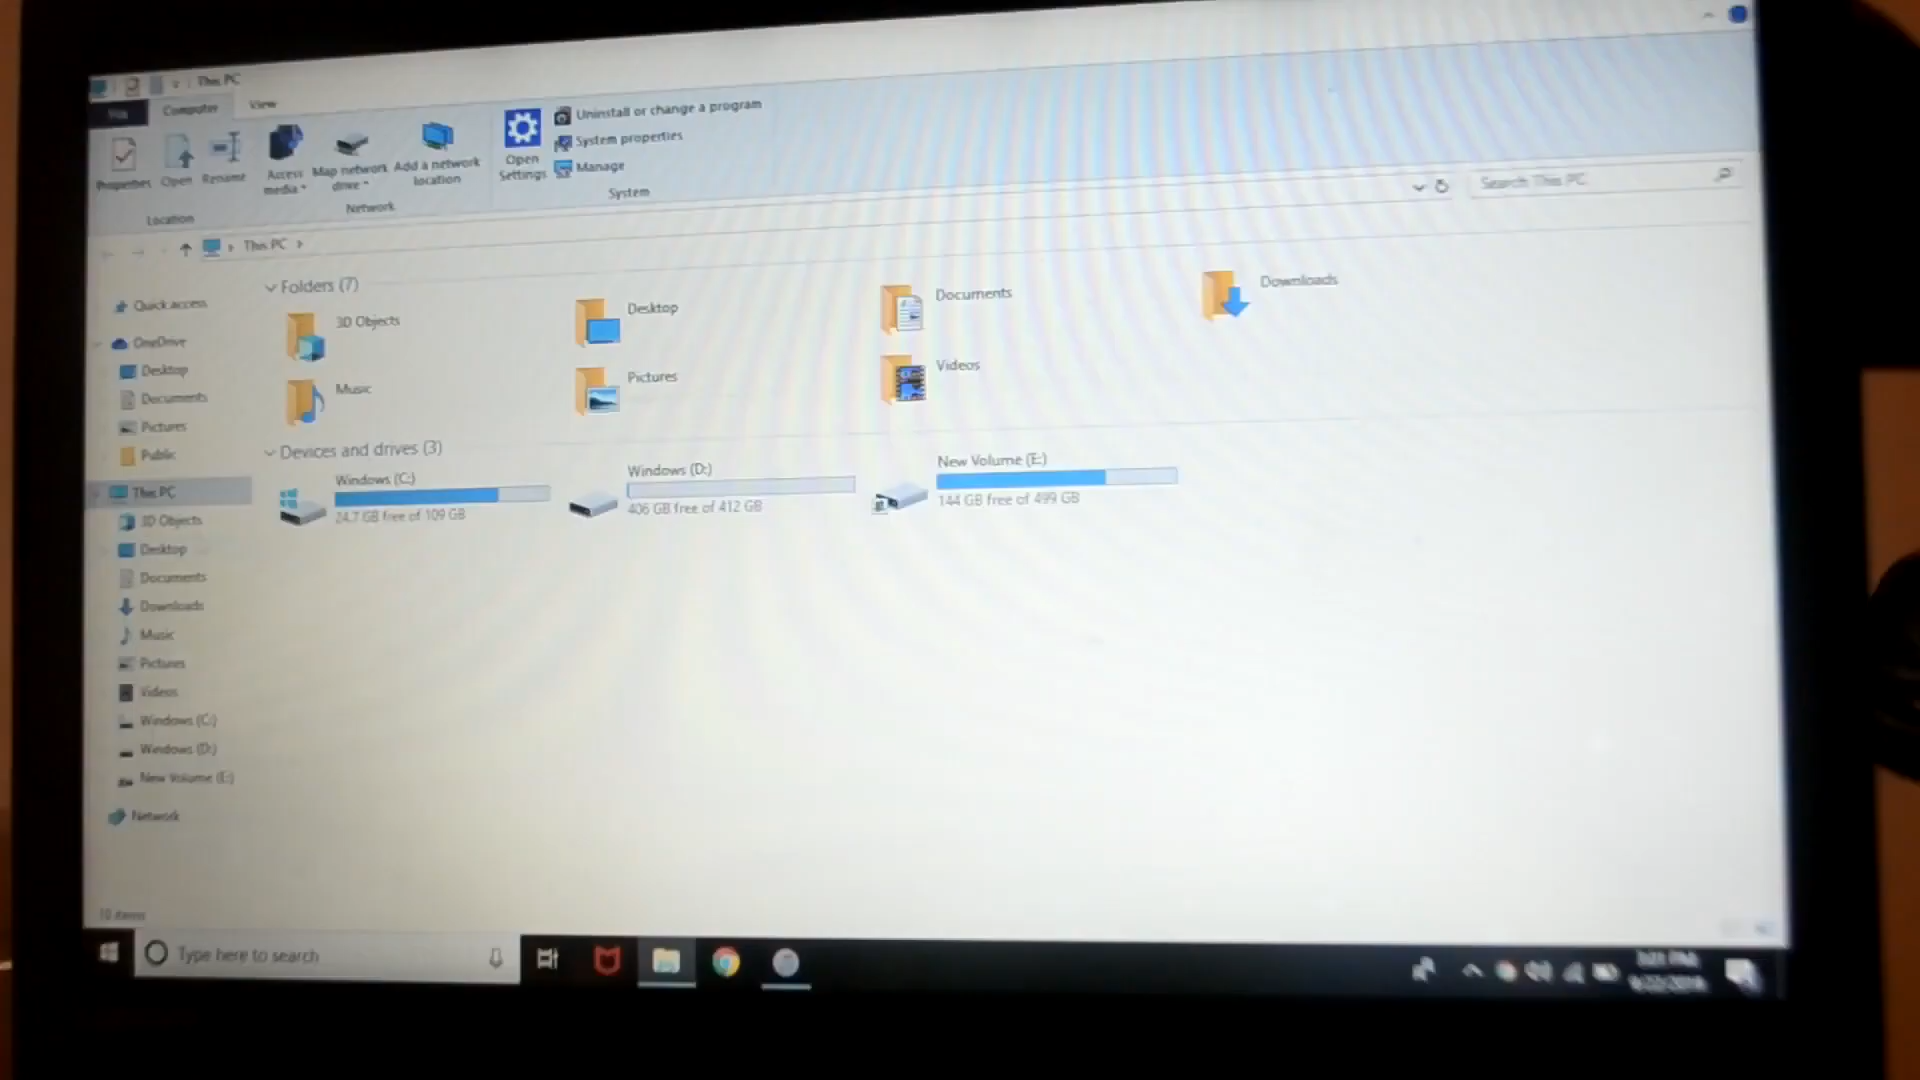 This PC
File
Computer
View
Properties
Open
Rename
Access media
Map network drive
Add a network location
Open Settings
Uninstall or change a program
System properties
Manage
Location
Network
System
This PC
Search This PC
Quick access
OneDrive
Desktop
Documents
Pictures
Public
This PC
3D Objects
Desktop
Documents
Downloads
Music
Pictures
Videos
Windows (C:)
Windows (D:)
New Volume (E:)
Network
Folders (7)
3D Objects
Desktop
Documents
Downloads
Music
Pictures
Videos
Devices and drives (3)
Windows (C:)
24.7 GB free of 109 GB
Windows (D:)
406 GB free of 412 GB
New Volume (E:)
144 GB free of 499 GB
10 items
Type here to search